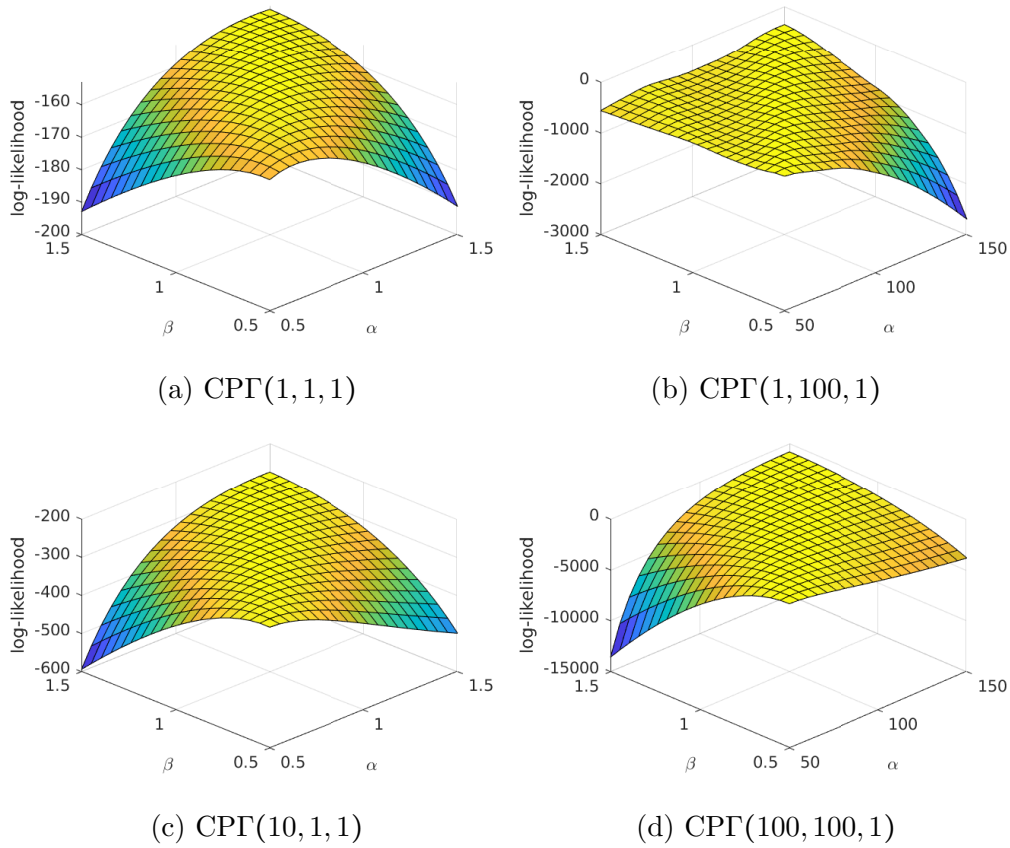 log-likelihood
-160
-170
-180
-190
-200
1.5
1
0.5
β
0.5
1
1.5
α
(a) CPΓ(1, 1, 1)
log-likelihood
0
-1000
-2000
-3000
1.5
1
0.5
β
50
100
150
α
(b) CPΓ(1, 100, 1)
log-likelihood
-200
-300
-400
-500
-600
1.5
1
0.5
β
0.5
1
1.5
α
(c) CPΓ(10, 1, 1)
log-likelihood
0
-5000
-10000
-15000
1.5
1
0.5
β
50
100
150
α
(d) CPΓ(100, 100, 1)